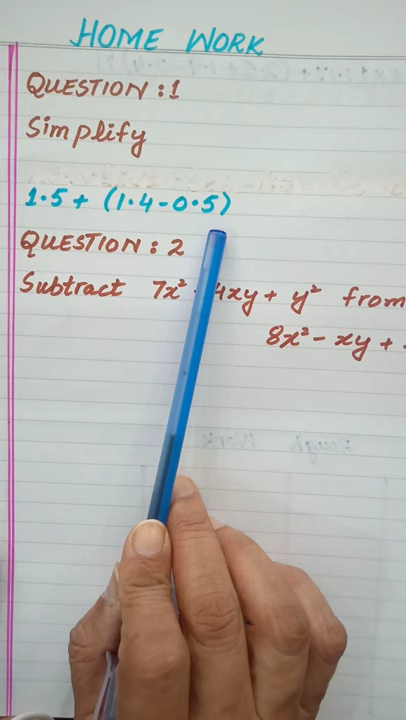 HOME WORK
QUESTION : 1
Simplify
1.5 + (1.4 - 0.5)
QUESTION : 2
Subtract 7x² 4xy + y² from
8x² - xy +